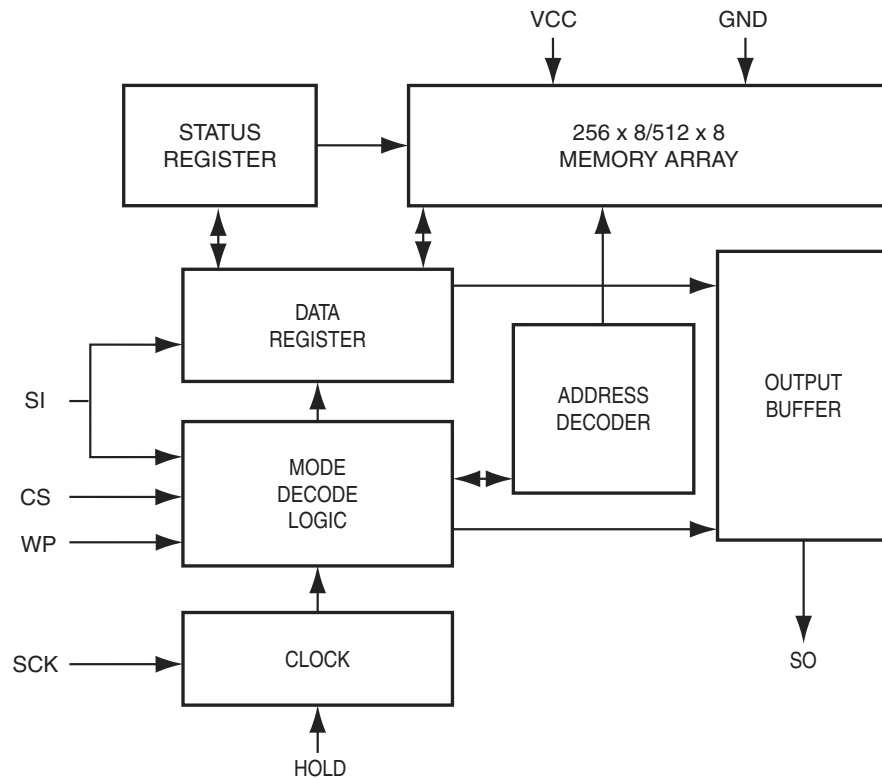 VCC
GND
STATUS
REGISTER
256 x 8/512 x 8
MEMORY ARRAY
DATA
REGISTER
SI
ADDRESS
DECODER
OUTPUT
BUFFER
MODE
DECODE
LOGIC
CS
WP
SCK
CLOCK
SO
HOLD